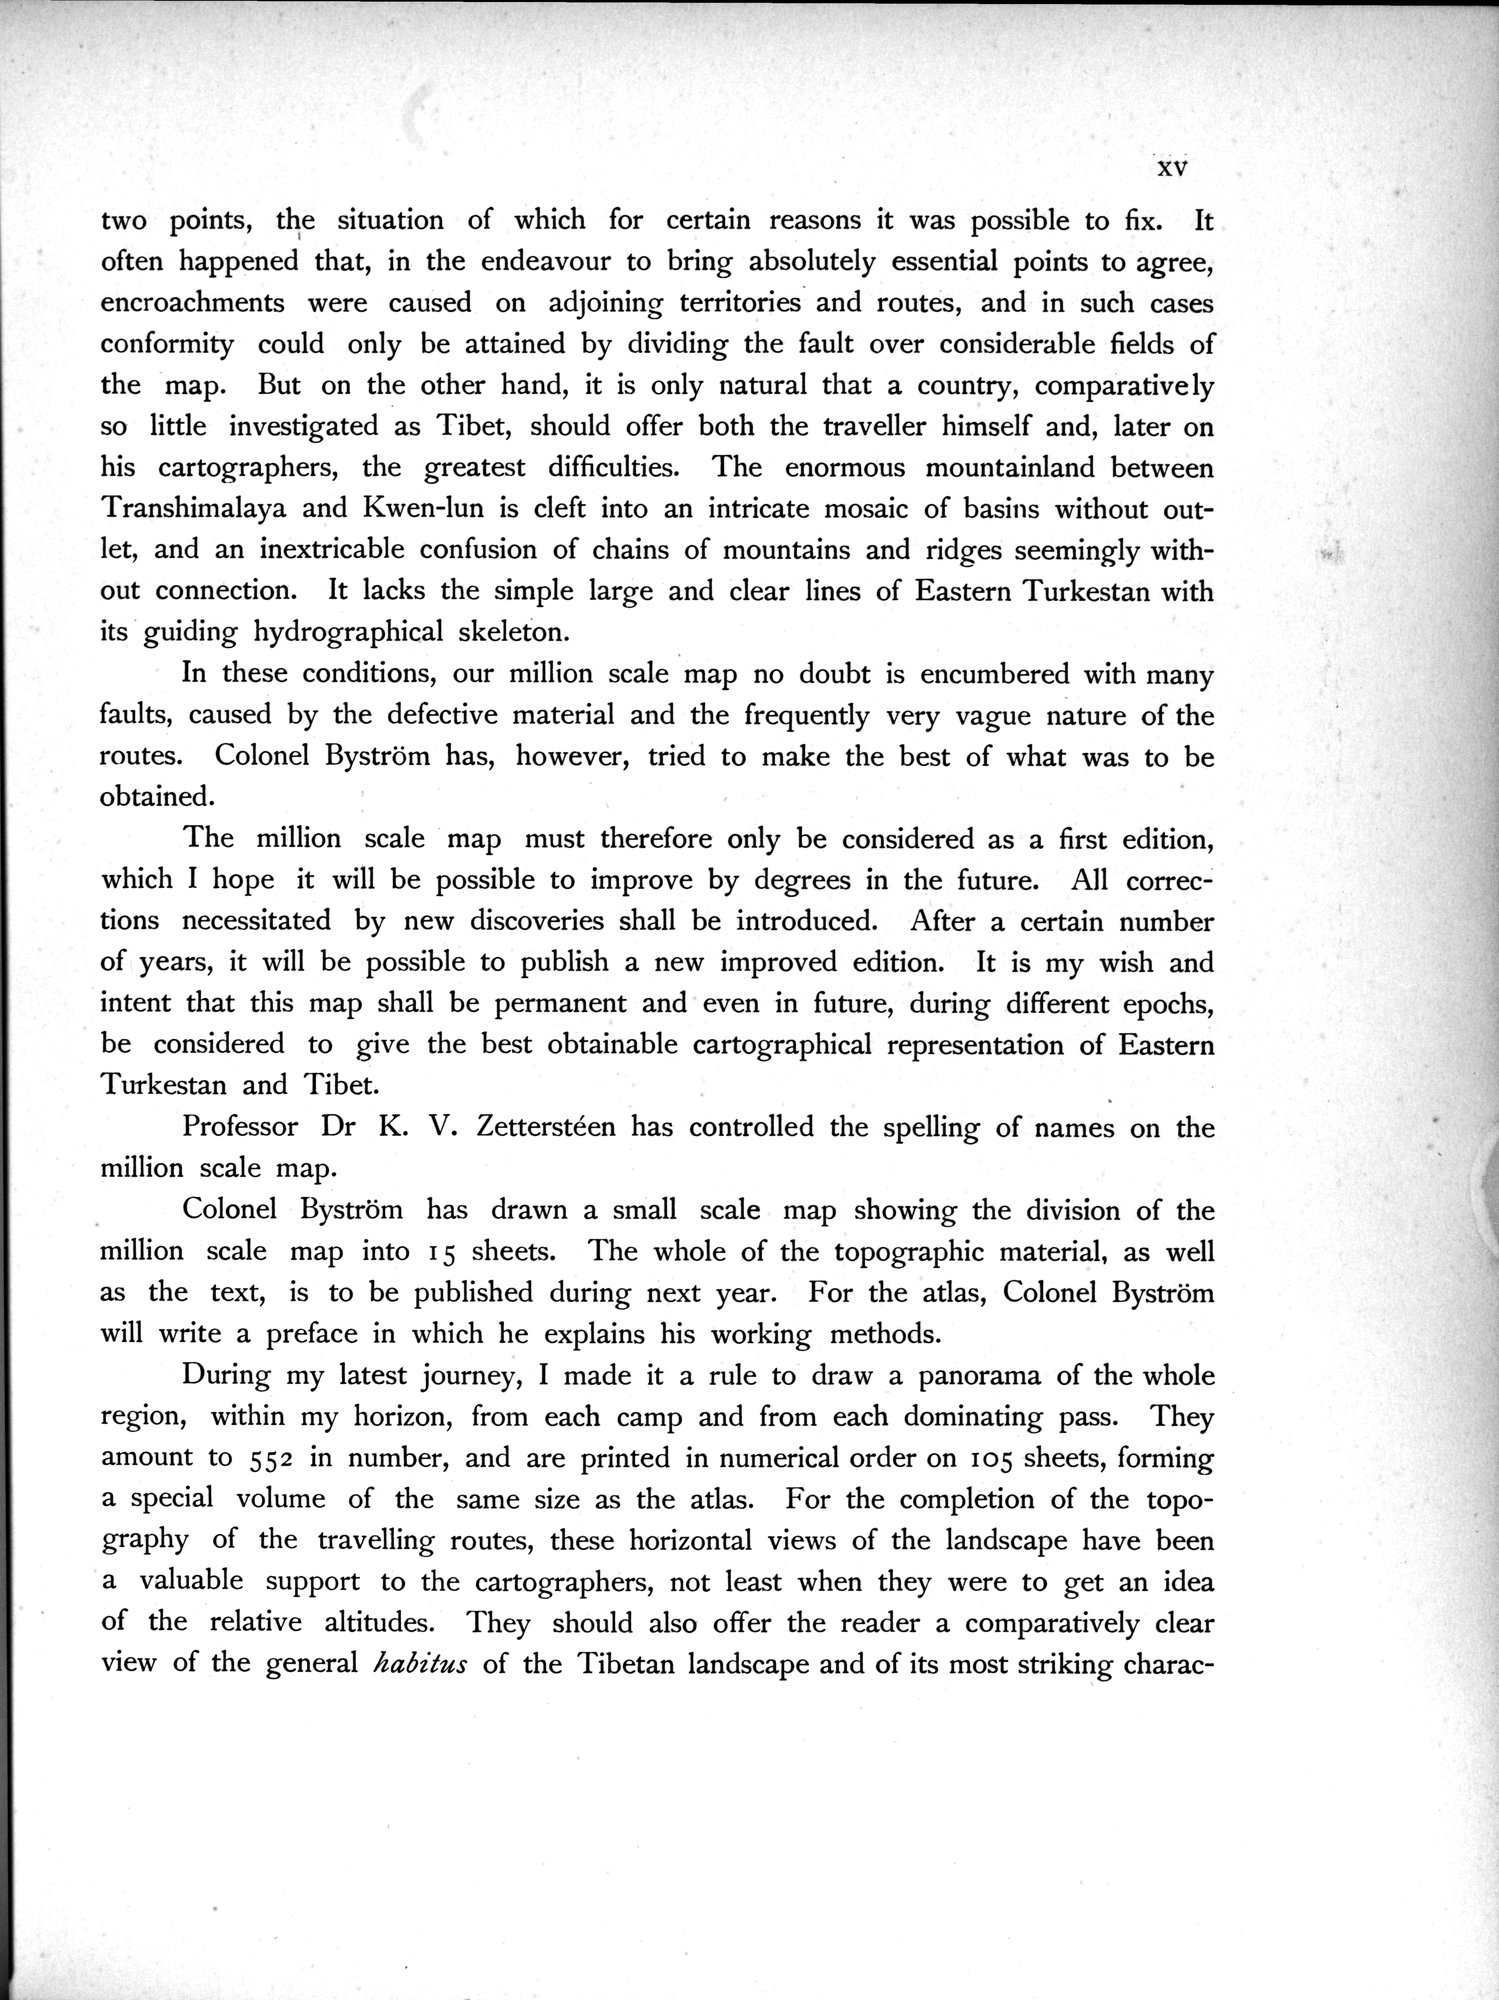 xv
two points, the situation of which for certain reasons it was possible to fix. It
often happened that, in the endeavour to bring absolutely essential points to agree,
encroachments were caused on adjoining territories and routes, and in such cases
conformity could only be attained by dividing the fault over considerable fields of
the map. But on the other hand, it is only natural that a country, comparatively
so little investigated as Tibet, should offer both the traveller himself and, later on
his cartographers, the greatest difficulties. The enormous mountainland between
Transhimalaya and Kwen-lun is cleft into an intricate mosaic of basins without out-
let, and an inextricable confusion of chains of mountains and ridges seemingly with-
out connection. It lacks the simple large and clear lines of Eastern Turkestan with
its guiding hydrographical skeleton.
In these conditions, our million scale map no doubt is encumbered with many
faults, caused by the defective material and the frequently very vague nature of the
routes. Colonel Byström has, however, tried to make the best of what was to be
obtained.
The million scale map must therefore only be considered as a first edition,
which I hope it will be possible to improve by degrees in the future. All correc-
tions necessitated by new discoveries shall be introduced. After a certain number
of years, it will be possible to publish a new improved edition. It is my wish and
intent that this map shall be permanent and even in future, during different epochs,
be considered to give the best obtainable cartographical representation of Eastern
Turkestan and Tibet.
Professor Dr K. V. Zetterstéen has controlled the spelling of names on the
million scale map.
Colonel Byström has drawn a small scale map showing the division of the
million scale map into 15 sheets. The whole of the topographic material, as well
as the text, is to be published during next year. For the atlas, Colonel Byström
will write a preface in which he explains his working methods.
During my latest journey, I made it a rule to draw a panorama of the whole
region, within my horizon, from each camp and from each dominating pass. They
amount to 552 in number, and are printed in numerical order on 105 sheets, forming
a special volume of the same size as the atlas. For the completion of the topo-
graphy of the travelling routes, these horizontal views of the landscape have been
a valuable support to the cartographers, not least when they were to get an idea
of the relative altitudes. They should also offer the reader a comparatively clear
view of the general habitus of the Tibetan landscape and of its most striking charac-